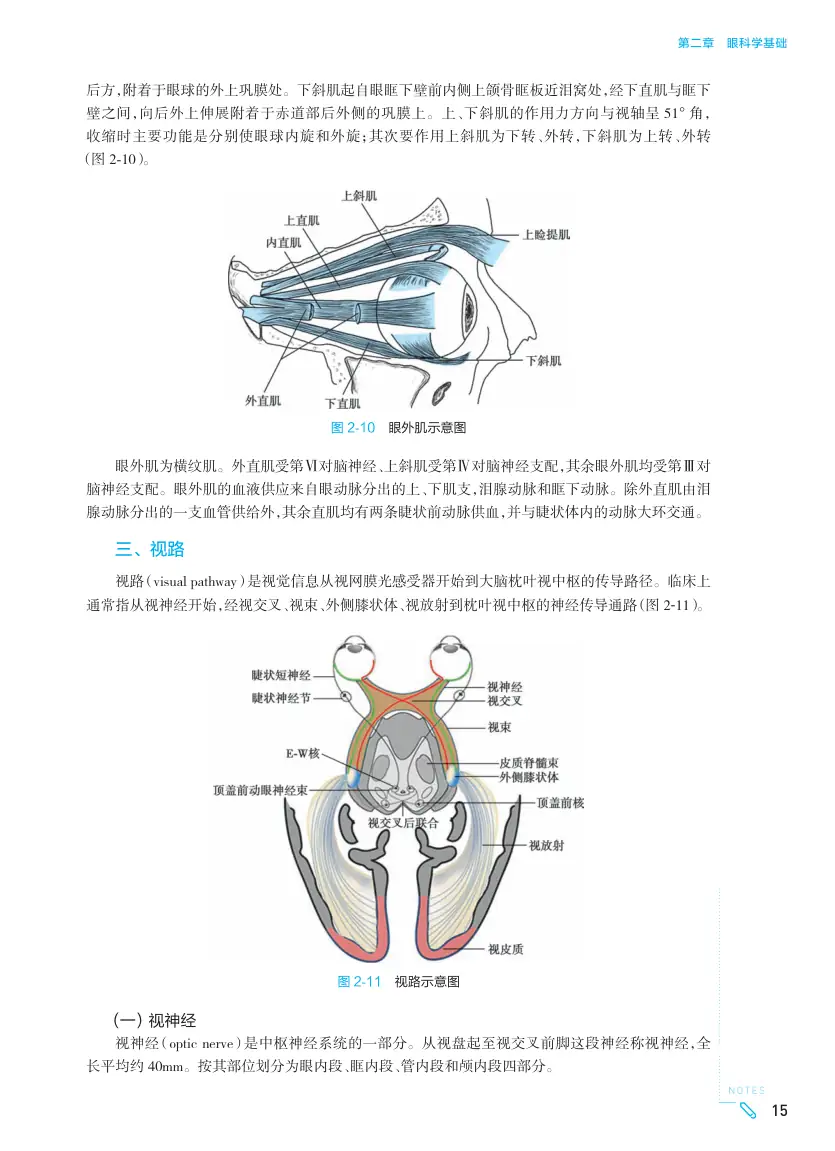 第二章 眼科学基础
后方,附着于眼球的外上巩膜处。下斜肌起自眼眶下壁前内侧上颌骨眶板近泪窝处,经下直肌与眶下
壁之间,向后外上伸展附着于赤道部后外侧的巩膜上。上、下斜肌的作用力方向与视轴呈 51° 角,
收缩时主要功能是分别使眼球内旋和外旋;其次要作用上斜肌为下转、外转,下斜肌为上转、外转
(图 2-10)。
上斜肌
上直肌
内直肌
上睑提肌
下斜肌
外直肌
下直肌
图 2-10 眼外肌示意图
眼外肌为横纹肌。外直肌受第Ⅵ对脑神经、上斜肌受第Ⅳ对脑神经支配,其余眼外肌均受第Ⅲ对
脑神经支配。眼外肌的血液供应来自眼动脉分出的上、下肌支,泪腺动脉和眶下动脉。除外直肌由泪
腺动脉分出的一支血管供给外,其余直肌均有两条睫状前动脉供血,并与睫状体内的动脉大环交通。
三、视路
视路(visual pathway)是视觉信息从视网膜光感受器开始到大脑枕叶视中枢的传导路径。临床上
通常指从视神经开始,经视交叉、视束、外侧膝状体、视放射到枕叶视中枢的神经传导通路(图 2-11)。
睫状短神经
睫状神经节
视神经
视交叉
视束
E-W核
皮质脊髓束
外侧膝状体
顶盖前动眼神经束
顶盖前核
视交叉后联合
视放射
视皮质
图 2-11 视路示意图
(一) 视神经
视神经(optic nerve)是中枢神经系统的一部分。从视盘起至视交叉前脚这段神经称视神经,全
长平均约 40mm。按其部位划分为眼内段、眶内段、管内段和颅内段四部分。
NOTES
15